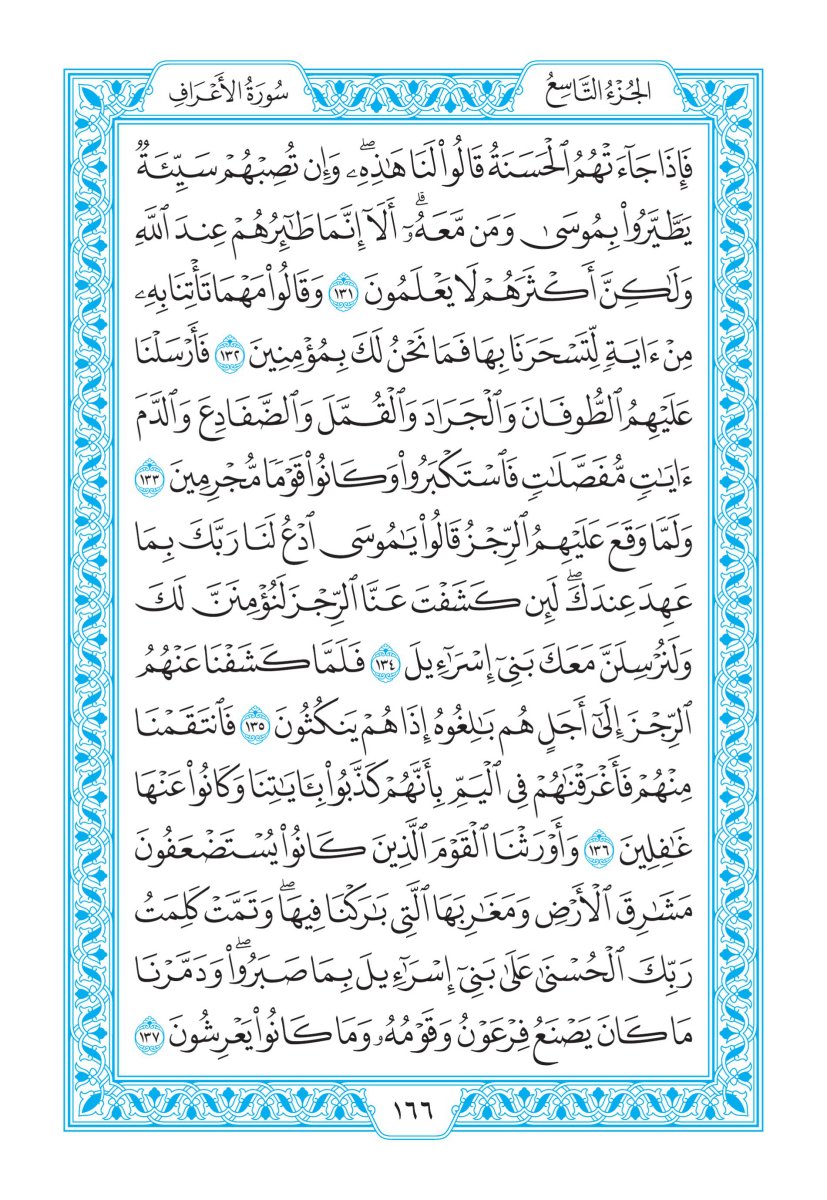 الجُزْءُ التَّاسِعُ
سُورَةُ الأَعْرَافِ
فَإِذَا جَآءَتْهُمُ ٱلْحَسَنَةُ قَالُوا۟ لَنَا هَـٰذِهِۦۖ وَإِن تُصِبْهُمْ سَيِّئَةٌ
يَطَّيَّرُوا۟ بِمُوسَىٰ وَمَن مَّعَهُۥٓۗ أَلَآ إِنَّمَا طَـٰٓئِرُهُمْ عِندَ ٱللَّهِ
وَلَـٰكِنَّ أَكْثَرَهُمْ لَا يَعْلَمُونَ ١٣١ وَقَالُوا۟ مَهْمَا تَأْتِنَا بِهِۦ
مِنْ ءَايَةٍ لِّتَسْحَرَنَا بِهَا فَمَا نَحْنُ لَكَ بِمُؤْمِنِينَ ١٣٢ فَأَرْسَلْنَا
عَلَيْهِمُ ٱلطُّوفَانَ وَٱلْجَرَادَ وَٱلْقُمَّلَ وَٱلضَّفَادِعَ وَٱلدَّمَ
ءَايَـٰتٍ مُّفَصَّلَـٰتٍ فَٱسْتَكْبَرُوا۟ وَكَانُوا۟ قَوْمًا مُّجْرِمِينَ ١٣٣
وَلَمَّا وَقَعَ عَلَيْهِمُ ٱلرِّجْزُ قَالُوا۟ يَـٰمُوسَى ٱدْعُ لَنَا رَبَّكَ بِمَا
عَهِدَ عِندَكَۖ لَئِن كَشَفْتَ عَنَّا ٱلرِّجْزَ لَنُؤْمِنَنَّ لَكَ
وَلَنُرْسِلَنَّ مَعَكَ بَنِىٓ إِسْرَٰٓءِيلَ ١٣٤ فَلَمَّا كَشَفْنَا عَنْهُمُ
ٱلرِّجْزَ إِلَىٰٓ أَجَلٍ هُم بَـٰلِغُوهُ إِذَا هُمْ يَنكُثُونَ ١٣٥ فَٱنتَقَمْنَا
مِنْهُمْ فَأَغْرَقْنَـٰهُمْ فِى ٱلْيَمِّ بِأَنَّهُمْ كَذَّبُوا۟ بِـَٔايَـٰتِنَا وَكَانُوا۟ عَنْهَا
غَـٰفِلِينَ ١٣٦ وَأَوْرَثْنَا ٱلْقَوْمَ ٱلَّذِينَ كَانُوا۟ يُسْتَضْعَفُونَ
مَشَـٰرِقَ ٱلْأَرْضِ وَمَغَـٰرِبَهَا ٱلَّتِى بَـٰرَكْنَا فِيهَاۖ وَتَمَّتْ كَلِمَتُ
رَبِّكَ ٱلْحُسْنَىٰ عَلَىٰ بَنِىٓ إِسْرَٰٓءِيلَ بِمَا صَبَرُوا۟ۖ وَدَمَّرْنَا
مَا كَانَ يَصْنَعُ فِرْعَوْنُ وَقَوْمُهُۥ وَمَا كَانُوا۟ يَعْرِشُونَ ١٣٧
١٦٦